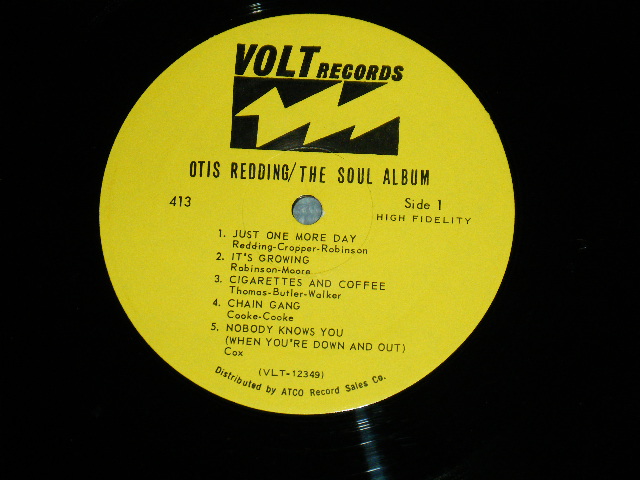 VOLT RECORDS
OTIS REDDING/THE SOUL ALBUM
413
Side 1
HIGH FIDELITY
1. JUST ONE MORE DAY
Redding-Cropper-Robinson
2. IT'S GROWING
Robinson-Moore
3. CIGARETTES AND COFFEE
Thomas-Butler-Walker
4. CHAIN GANG
Cooke-Cooke
5. NOBODY KNOWS YOU
(WHEN YOU'RE DOWN AND OUT)
Cox
(VLT-12349)
Distributed by ATCO Record Sales Co.